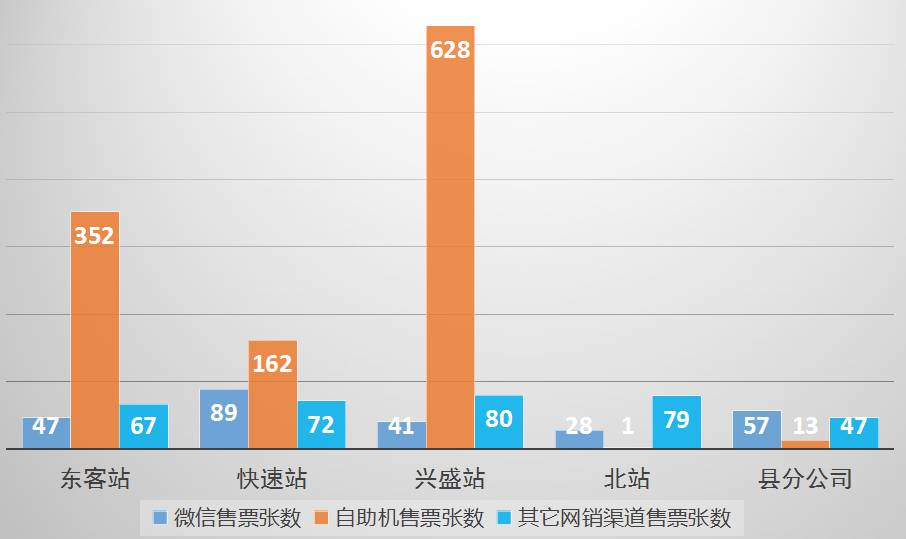 628
352
162
47
67
89
72
41
80
28
1
79
57
13
47
东客站
快速站
兴盛站
北站
县分公司
微信售票张数
自助机售票张数
其它网销渠道售票张数